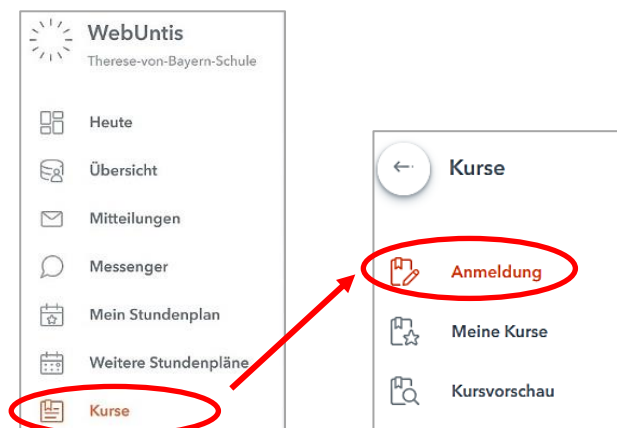 WebUntis
Therese-von-Bayern-Schule
Heute
Übersicht
Mitteilungen
Messenger
Mein Stundenplan
Weitere Stundenpläne
Kurse
Kurse
Anmeldung
Meine Kurse
Kursvorschau